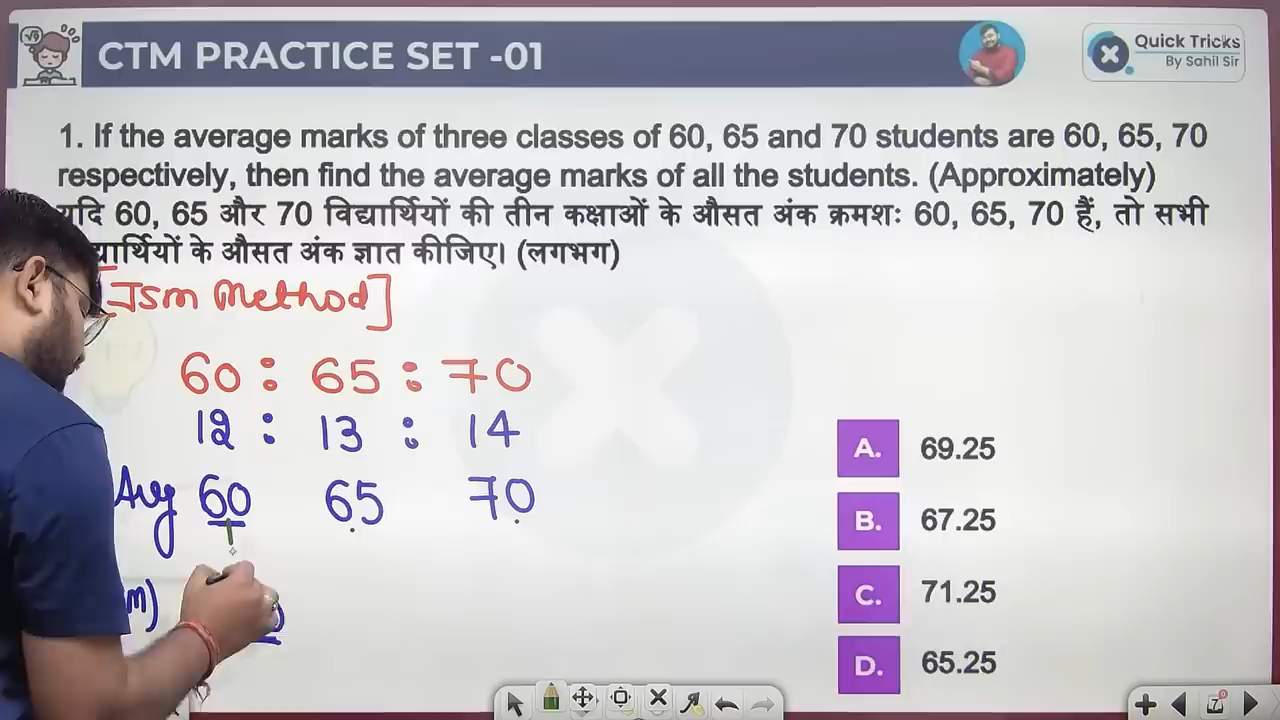 CTM PRACTICE SET -01
Quick Tricks
By Sahil Sir
1. If the average marks of three classes of 60, 65 and 70 students are 60, 65, 70
respectively, then find the average marks of all the students. (Approximately)
यदि 60, 65 और 70 विद्यार्थियों की तीन कक्षाओं के औसत अंक क्रमशः 60, 65, 70 हैं, तो सभी
के औसत अंक ज्ञात कीजिए। (लगभग)
[Jsm Method]
60 : 65 : 70
12 : 13 : 14
Avg 60 65 70
A. 69.25
B. 67.25
C. 71.25
D. 65.25